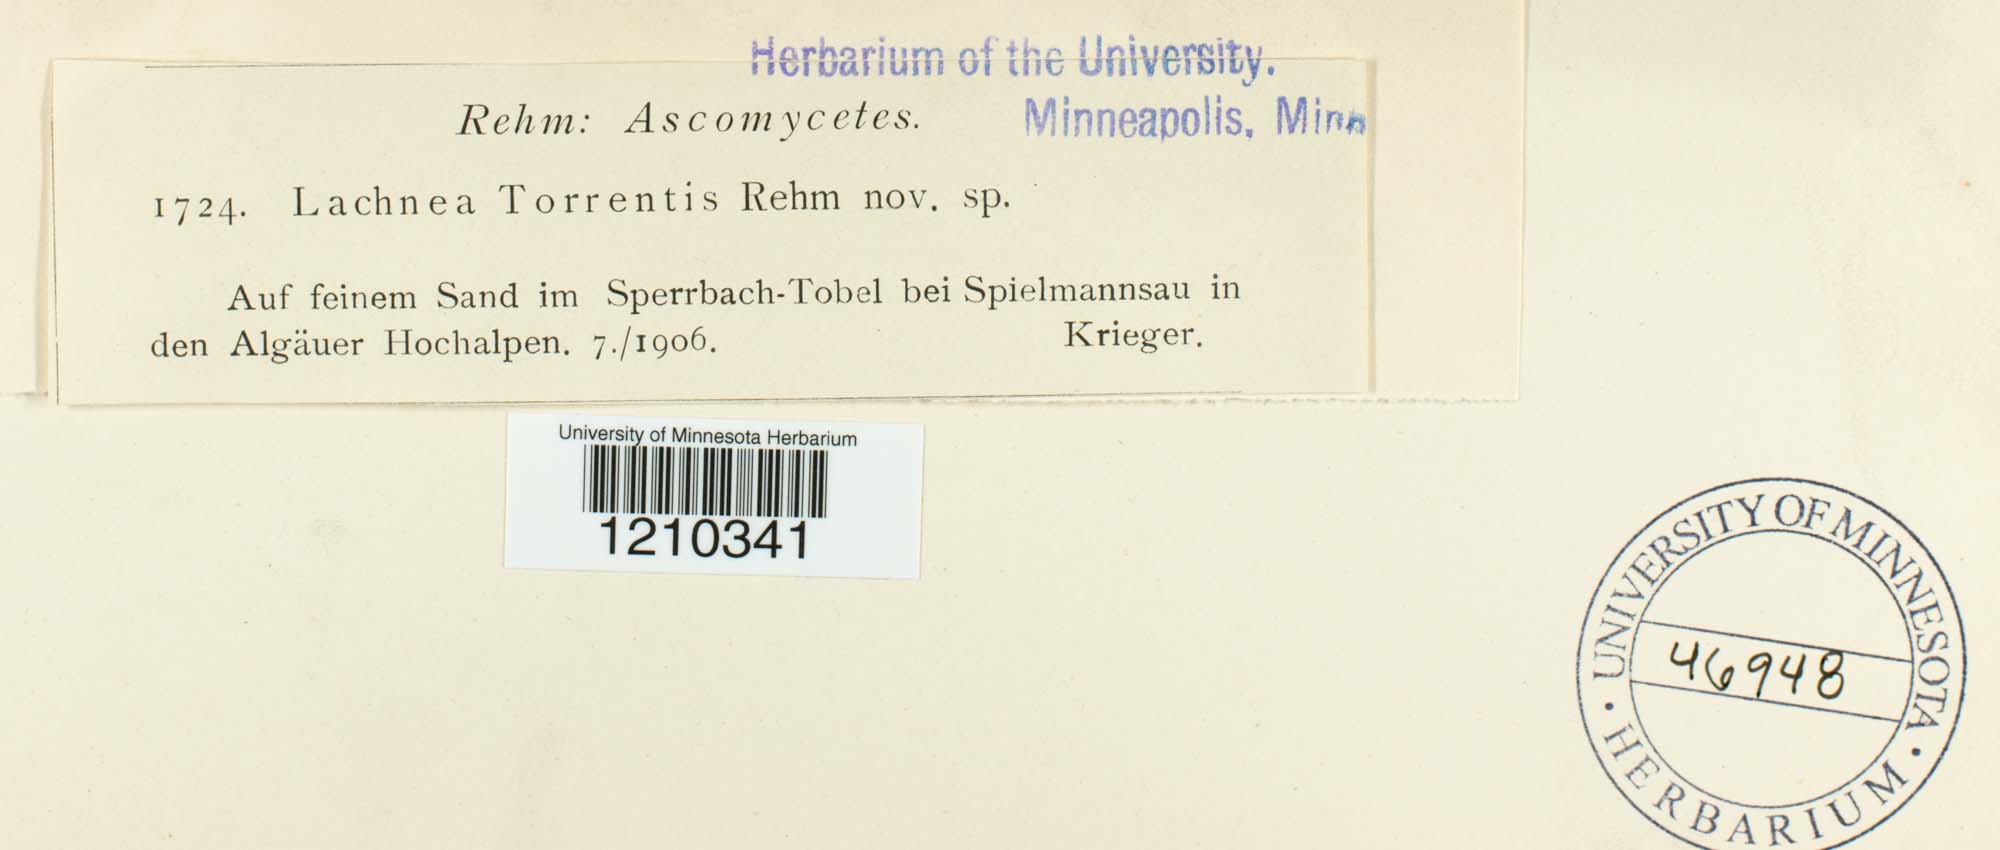 Herbarium of the University.
Minneapolis, Minn
Rehm: Ascomycetes.
1724. Lachnea Torrentis Rehm nov. sp.
Auf feinem Sand im Sperrbach-Tobel bei Spielmannsau in
den Algäuer Hochalpen. 7./1906. Krieger.
University of Minnesota Herbarium
1210341
UNIVERSITY OF MINNESOTA
46948
HERBARIUM